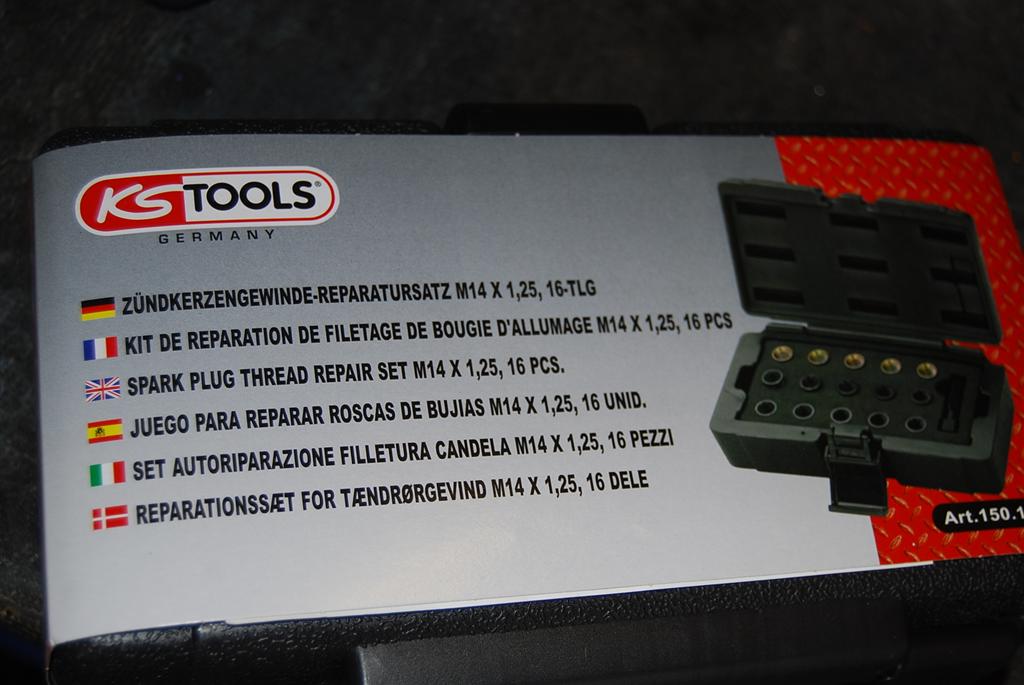 KS TOOLS®
GERMANY
ZÜNDKERZENGEWINDE-REPARATURSATZ M14 X 1,25, 16-TLG
KIT DE REPARATION DE FILETAGE DE BOUGIE D'ALLUMAGE M14 X 1,25, 16 PCS
SPARK PLUG THREAD REPAIR SET M14 X 1,25, 16 PCS.
JUEGO PARA REPARAR ROSCAS DE BUJIAS M14 X 1,25, 16 UNID.
SET AUTORIPARAZIONE FILLETURA CANDELA M14 X 1,25, 16 PEZZI
REPARATIONSSÆT FOR TÆNDRØRGEVIND M14 X 1,25, 16 DELE
Art.150.1